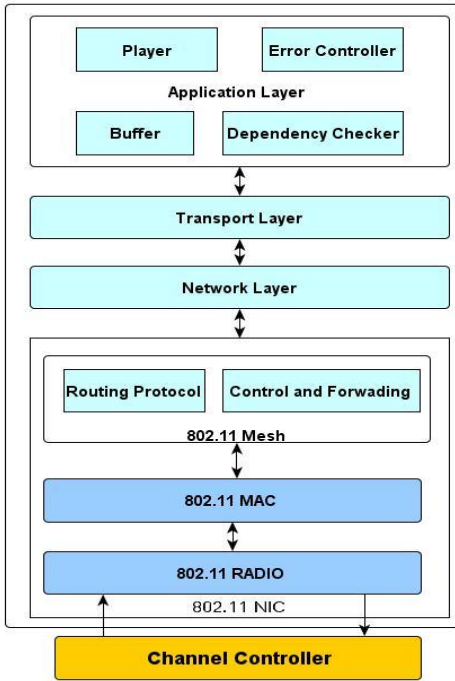 Player
Error Controller
Application Layer
Buffer
Dependency Checker
Transport Layer
Network Layer
Routing Protocol
Control and Forwading
802.11 Mesh
802.11 MAC
802.11 RADIO
802.11 NIC
Channel Controller